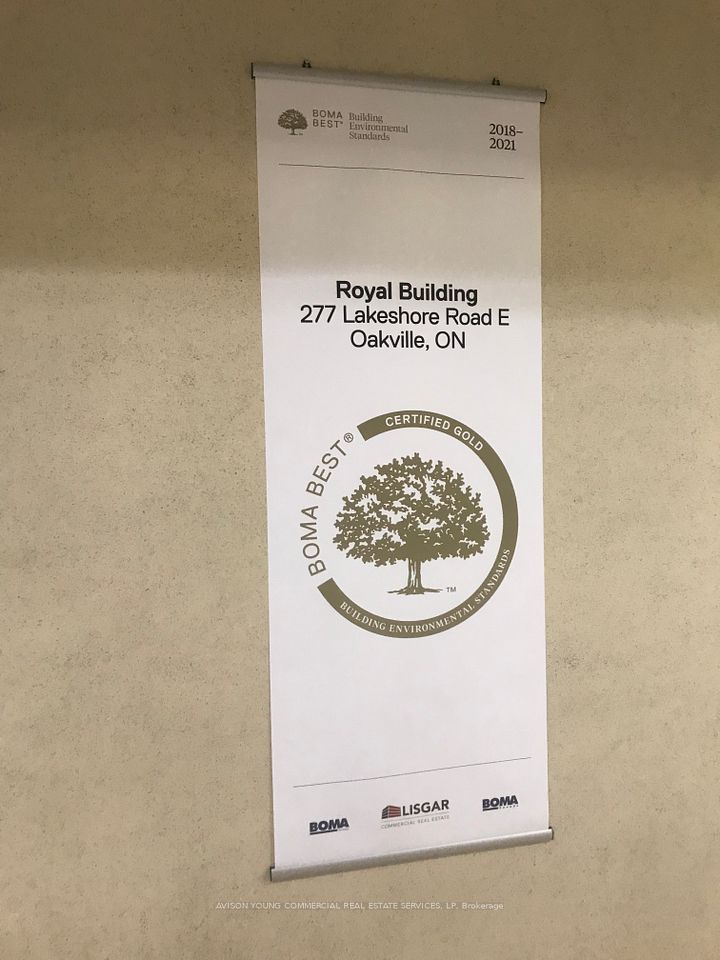 BOMA
BEST®
Building
Environmental
Standards
2018–
2021
Royal Building
277 Lakeshore Road E
Oakville, ON
BOMA BEST®
CERTIFIED GOLD
TM
BUILDING ENVIRONMENTAL STANDARDS
BOMA
LISGAR
COMMERCIAL REAL ESTATE
BOMA
AVISON YOUNG COMMERCIAL REAL ESTATE SERVICES, LP, Brokerage